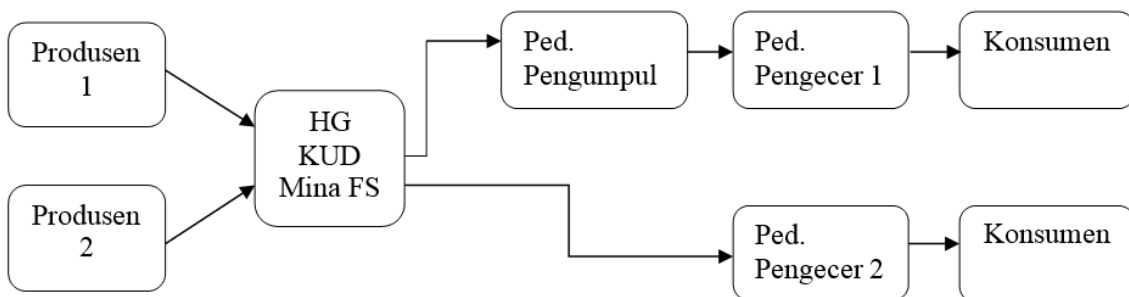 Produsen
1
HG
KUD
Mina FS
Ped.
Pengumpul
Ped.
Pengecer 1
Konsumen
Produsen
2
Ped.
Pengecer 2
Konsumen